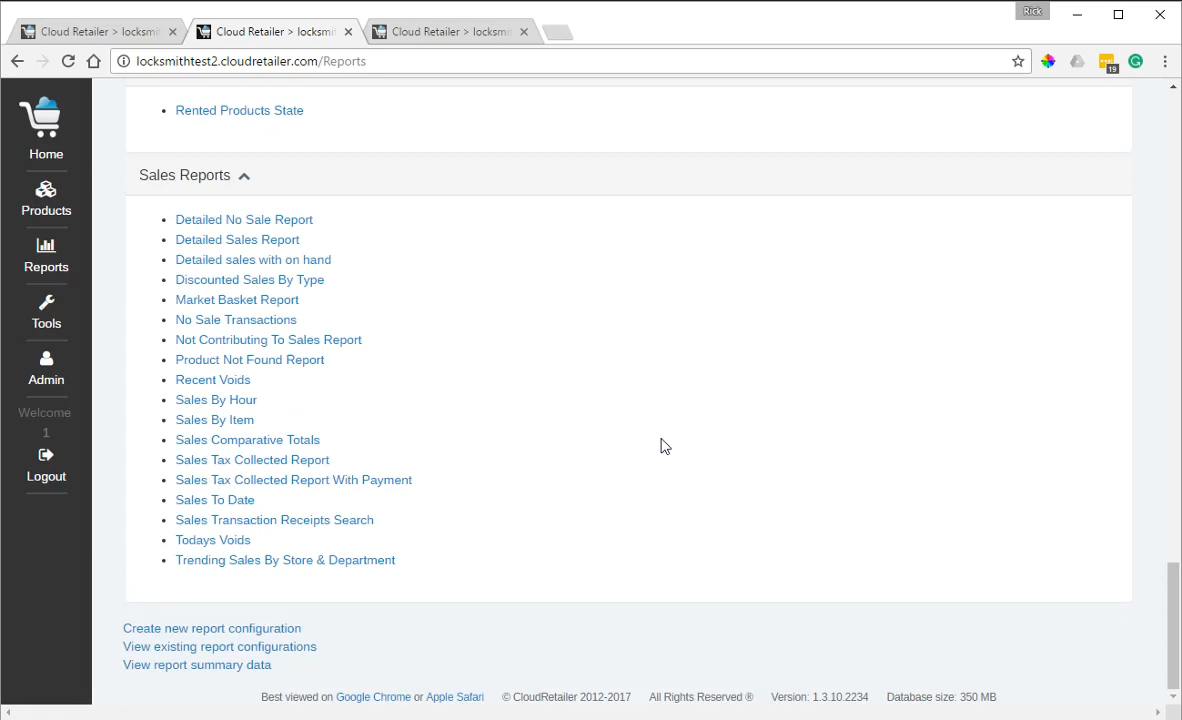 Rick
Cloud Retailer > locksmi
Cloud Retailer > locksmi
Cloud Retailer > locksmi
locksmithtest2.cloudretailer.com/Reports
19
Home
Products
Reports
Tools
Admin
Welcome
1
Logout
Rented Products State
Sales Reports
Detailed No Sale Report
Detailed Sales Report
Detailed sales with on hand
Discounted Sales By Type
Market Basket Report
No Sale Transactions
Not Contributing To Sales Report
Product Not Found Report
Recent Voids
Sales By Hour
Sales By Item
Sales Comparative Totals
Sales Tax Collected Report
Sales Tax Collected Report With Payment
Sales To Date
Sales Transaction Receipts Search
Todays Voids
Trending Sales By Store & Department
Create new report configuration
View existing report configurations
View report summary data
Best viewed on Google Chrome or Apple Safari © CloudRetailer 2012-2017 All Rights Reserved ® Version: 1.3.10.2234 Database size: 350 MB